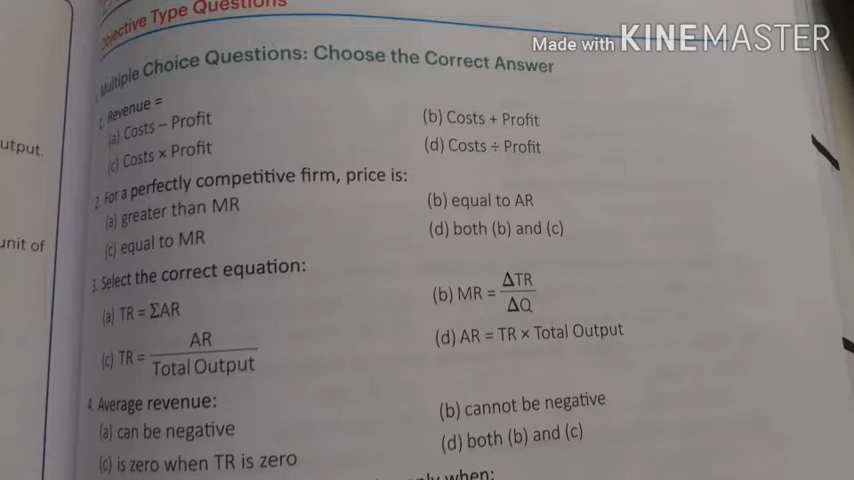 Objective Type Questions
Made with KINEMASTER
Multiple Choice Questions: Choose the Correct Answer
1. Revenue =
(a) Costs − Profit
(b) Costs + Profit
(c) Costs × Profit
(d) Costs ÷ Profit
2. For a perfectly competitive firm, price is:
(a) greater than MR
(b) equal to AR
(c) equal to MR
(d) both (b) and (c)
3. Select the correct equation:
(a) TR = ΣAR
(b) MR = ΔTR / ΔQ
(c) TR = AR / Total Output
(d) AR = TR × Total Output
4. Average revenue:
(a) can be negative
(b) cannot be negative
(c) is zero when TR is zero
(d) both (b) and (c)
when:
utput.
unit of